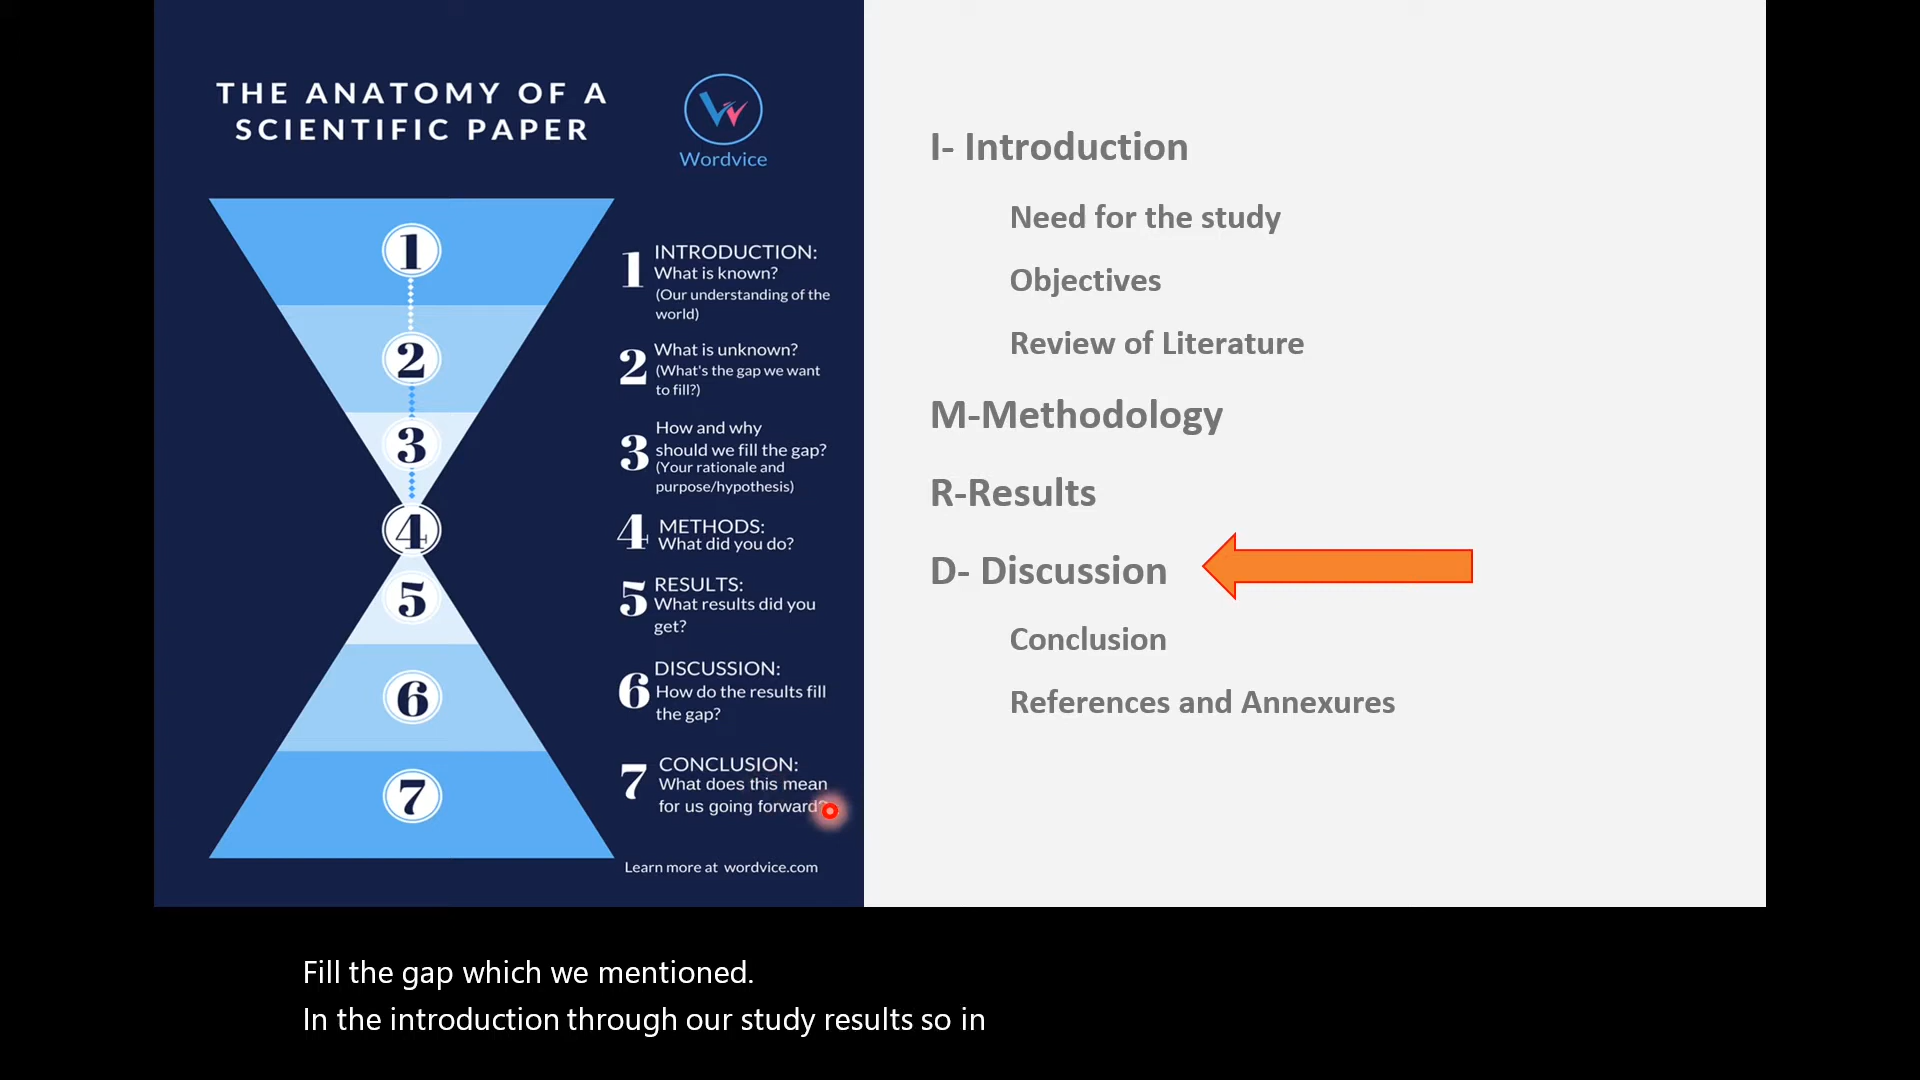 THE ANATOMY OF A
SCIENTIFIC PAPER
Wordvice
1
2
3
4
5
6
7
1 INTRODUCTION:
What is known?
(Our understanding of the
world)
2 What is unknown?
(What's the gap we want
to fill?)
3 How and why
should we fill the gap?
(Your rationale and
purpose/hypothesis)
4 METHODS:
What did you do?
5 RESULTS:
What results did you
get?
6 DISCUSSION:
How do the results fill
the gap?
7 CONCLUSION:
What does this mean
for us going forward?
Learn more at wordvice.com
I- Introduction
Need for the study
Objectives
Review of Literature
M-Methodology
R-Results
D- Discussion
Conclusion
References and Annexures
Fill the gap which we mentioned.
In the introduction through our study results so in